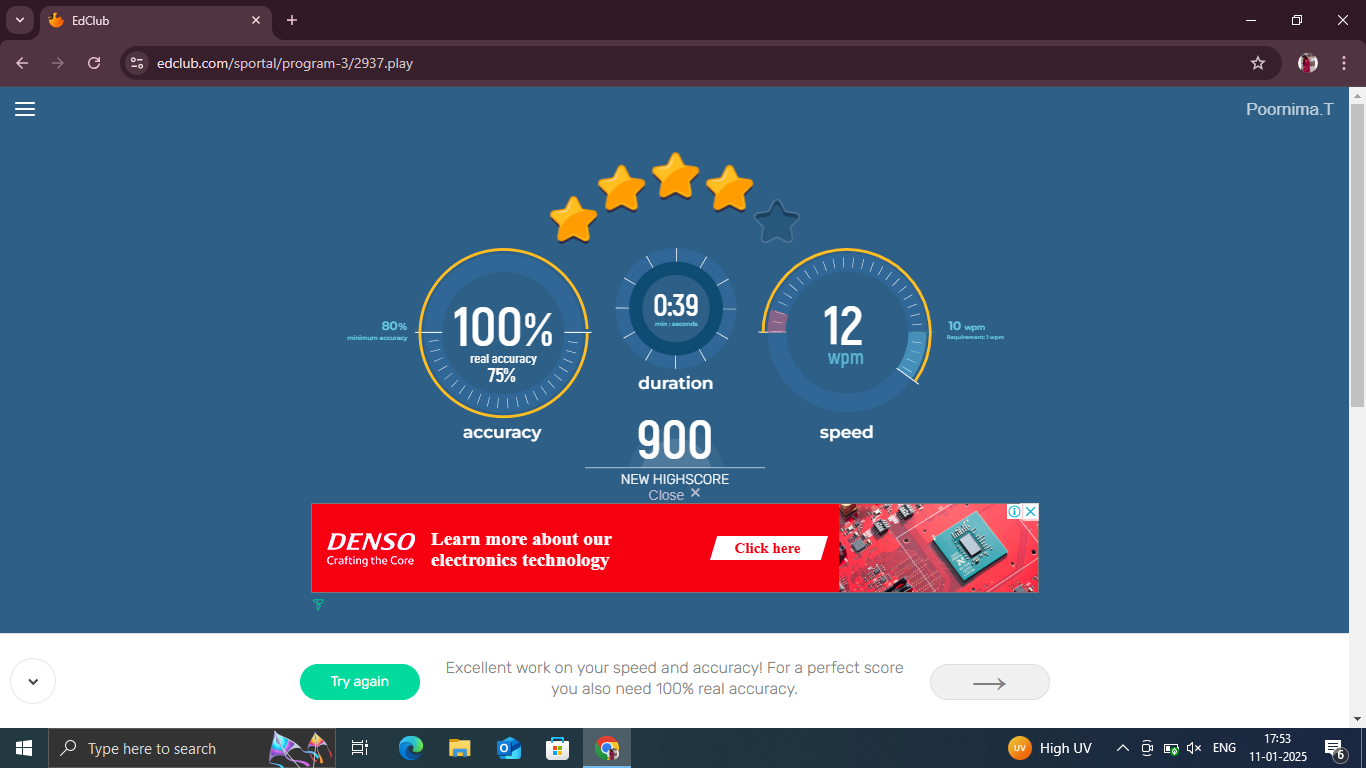 EdClub
edclub.com/sportal/program-3/2937.play
Poornima.T
100%
real accuracy
75%
80%
minimum accuracy
accuracy
0:39
min : seconds
duration
12
wpm
10 wpm
Requirement: 1 wpm
speed
900
NEW HIGHSCORE
Close
DENSO
Crafting the Core
Learn more about our
electronics technology
Click here
Try again
Excellent work on your speed and accuracy! For a perfect score
you also need 100% real accuracy.
Type here to search
UV
High UV
ENG
17:53
11-01-2025
6